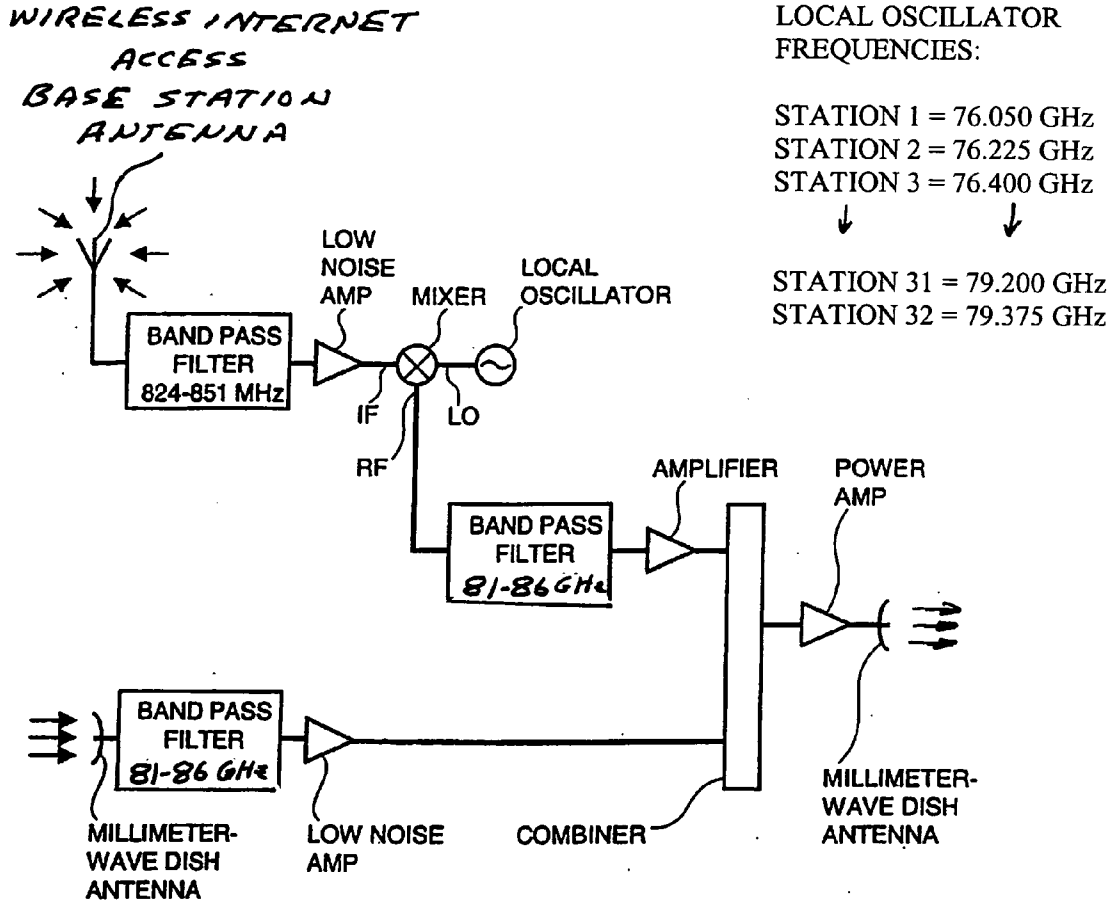 WIRELESS INTERNET
ACCESS
BASE STATION
ANTENNA
LOCAL OSCILLATOR
FREQUENCIES:
STATION 1 = 76.050 GHz
STATION 2 = 76.225 GHz
STATION 3 = 76.400 GHz
STATION 31 = 79.200 GHz
STATION 32 = 79.375 GHz
LOW
NOISE
AMP
MIXER
LOCAL
OSCILLATOR
BAND PASS
FILTER
824-851 MHz
IF
LO
RF
AMPLIFIER
POWER
AMP
BAND PASS
FILTER
81-86 GHz
BAND PASS
FILTER
81-86 GHz
MILLIMETER-
WAVE DISH
ANTENNA
LOW NOISE
AMP
COMBINER
MILLIMETER-
WAVE DISH
ANTENNA